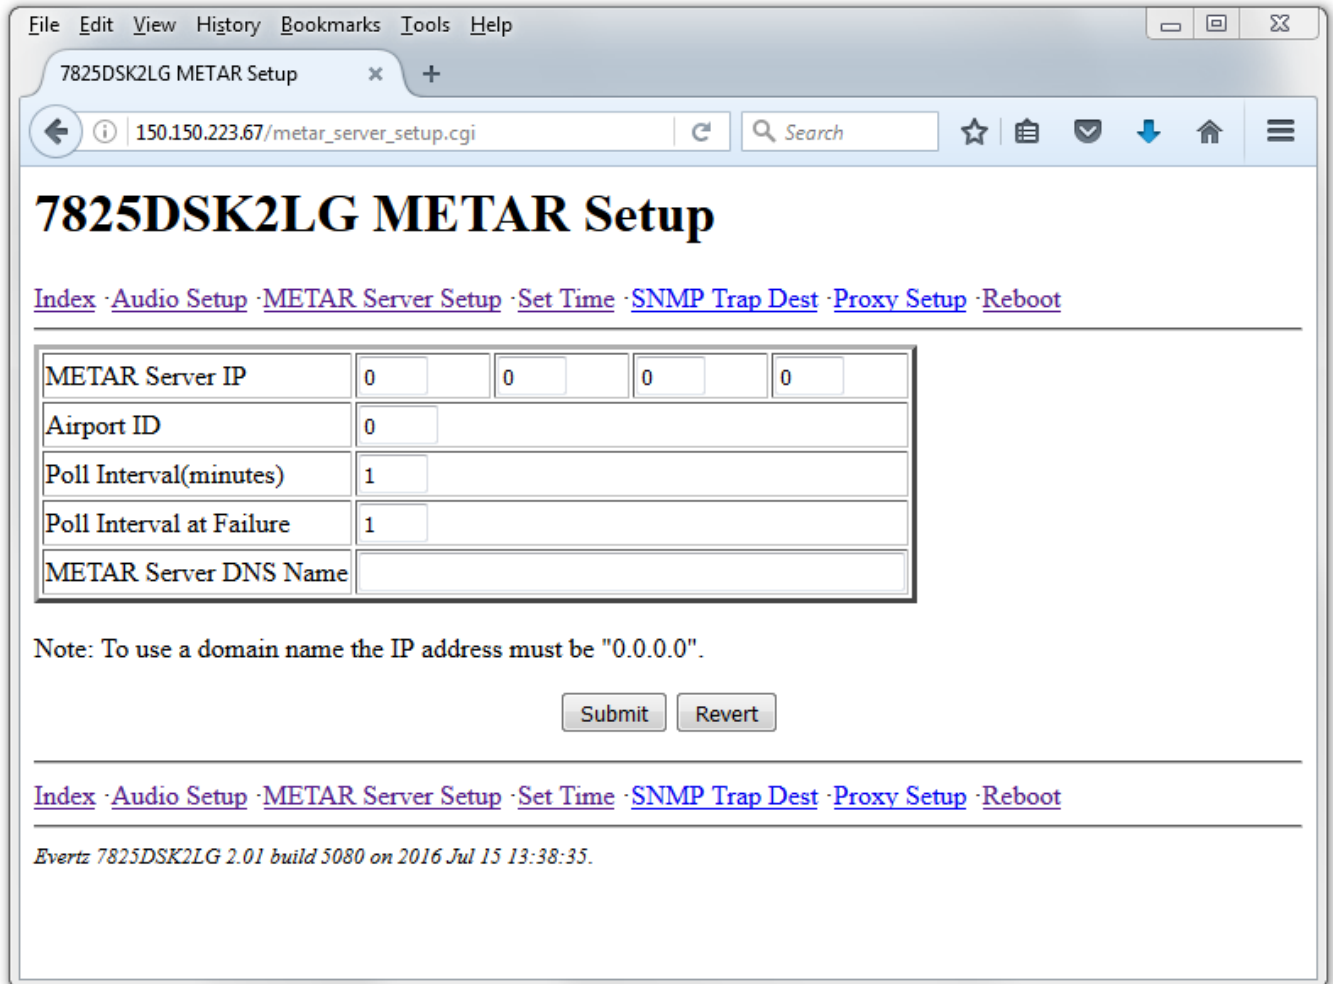 File Edit View History Bookmarks Tools Help
7825DSK2LG METAR Setup
150.150.223.67/metar_server_setup.cgi Search
7825DSK2LG METAR Setup
Index ·Audio Setup ·METAR Server Setup ·Set Time ·SNMP Trap Dest ·Proxy Setup ·Reboot
METAR Server IP 0 0 0 0
Airport ID 0
Poll Interval(minutes) 1
Poll Interval at Failure 1
METAR Server DNS Name
Note: To use a domain name the IP address must be "0.0.0.0".
Submit Revert
Index ·Audio Setup ·METAR Server Setup ·Set Time ·SNMP Trap Dest ·Proxy Setup ·Reboot
Evertz 7825DSK2LG 2.01 build 5080 on 2016 Jul 15 13:38:35.